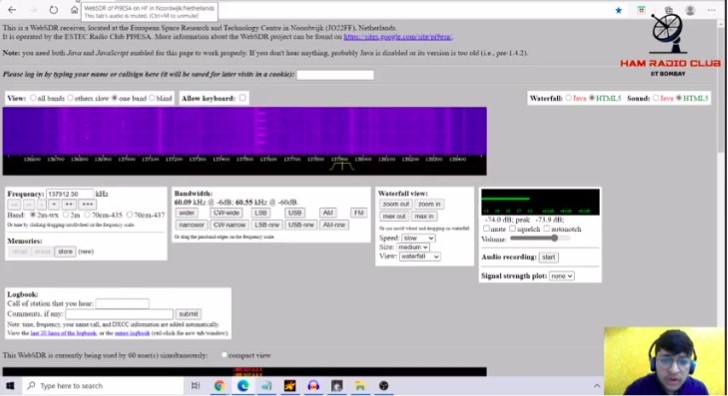 WebSDR of PI9ESA on HF in Noordwijk/Netherlands
This tab's audio is muted. (Ctrl+M to unmute)
This is a WebSDR receiver, located at the European Space Research and Technology Centre in Noordwijk (JO22FF), Netherlands.
It is operated by the ESTEC Radio Club PI9ESA. More information about the WebSDR project can be found on https://sites.google.com/site/pi9esa/.
Note: you need both Java and JavaScript enabled for this page to work properly. If you don't hear anything, probably Java is disabled or its version is too old (i.e., pre-1.4.2).
HAM RADIO CLUB
IIT BOMBAY
Please log in by typing your name or callsign here (it will be saved for later visits in a cookie):
View: all bands others slow one band blind Allow keyboard: Waterfall: Java HTML5 Sound: Java HTML5
Frequency: 137912.50 kHz
- + ++ +++
Band: 2m-wx 2m 70cm-435 70cm-437
Or tune by clicking/dragging/scrollwheel on the frequency scale.
Memories:
store (new)
Bandwidth:
60.09 kHz @ -6dB; 60.55 kHz @ -60dB.
wider CW-wide LSB USB AM FM
narrower CW-narrow LSB-nrw USB-nrw AM-nrw
Or drag the passband edges on the frequency scale.
Waterfall view:
zoom out zoom in
max out max in
Or use scroll wheel and dragging on waterfall.
Speed: slow
Size: medium
View: waterfall
-74.0 dB; peak -73.9 dB;
mute squelch autonotch
Volume:
Audio recording: start
Signal strength plot: none
Logbook:
Call of station that you hear:
Comments, if any: submit
Note: time, frequency, your name/call, and DXCC information are added automatically.
View the last 20 lines of the logbook, or the entire logbook (ctrl-click for new tab/window).
This WebSDR is currently being used by 60 user(s) simultaneously: compact view
Type here to search